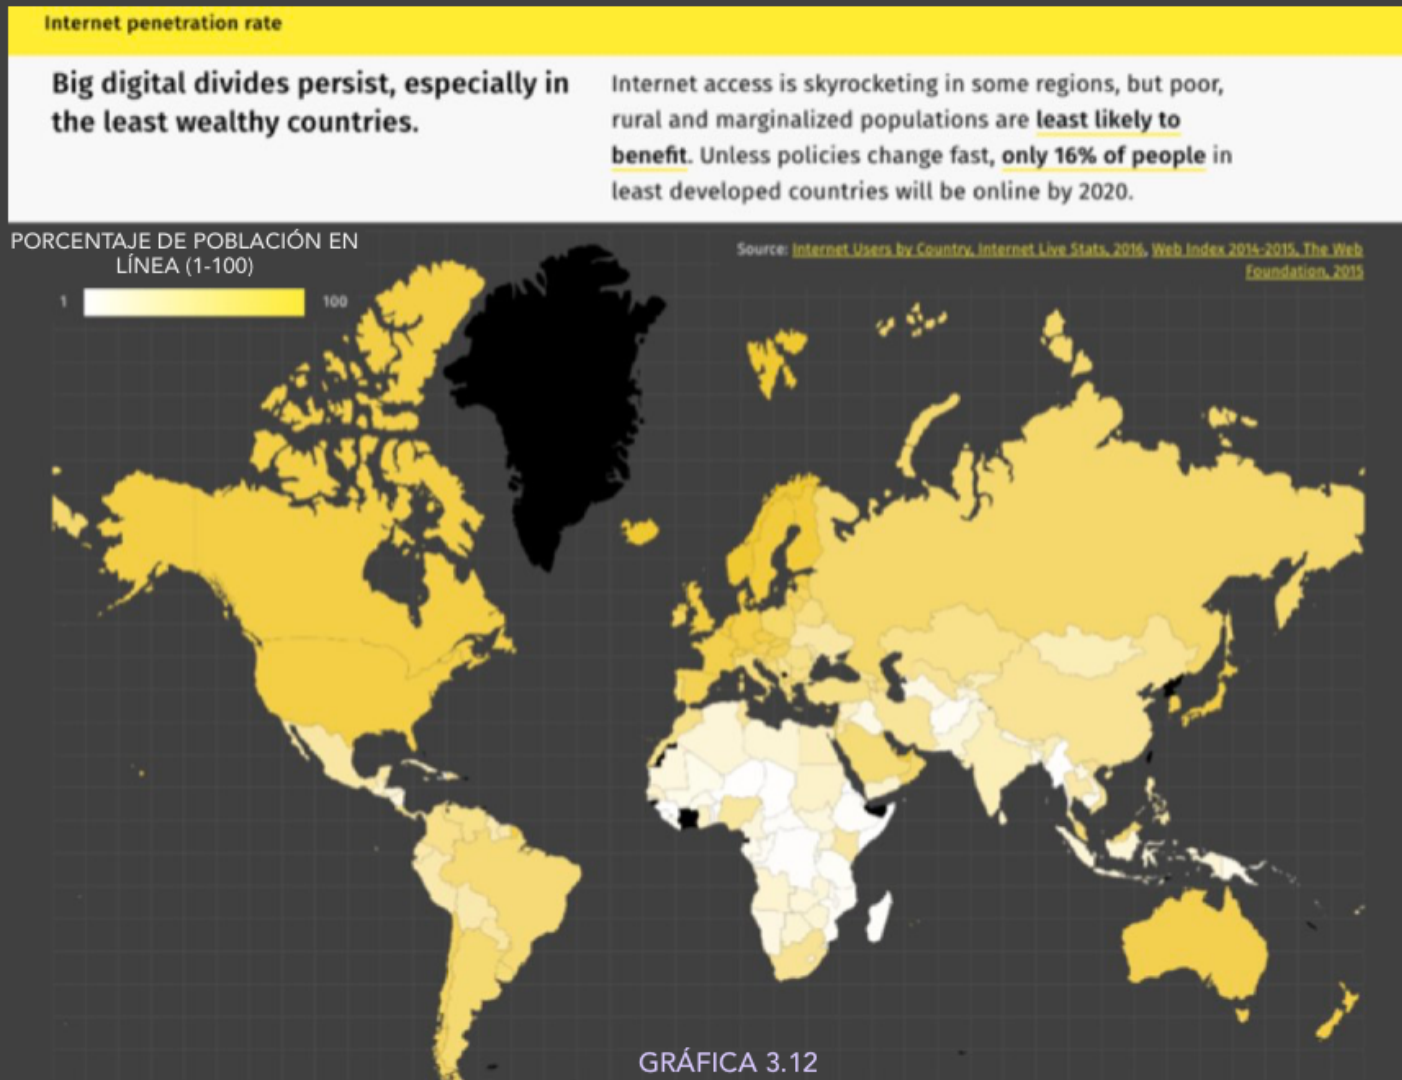 Internet penetration rate
Big digital divides persist, especially in
the least wealthy countries.
Internet access is skyrocketing in some regions, but poor,
rural and marginalized populations are least likely to
benefit. Unless policies change fast, only 16% of people in
least developed countries will be online by 2020.
PORCENTAJE DE POBLACIÓN EN
LÍNEA (1-100)
1 100
Source: Internet Users by Country, Internet Live Stats, 2016, Web Index 2014-2015, The Web
Foundation, 2015
GRÁFICA 3.12